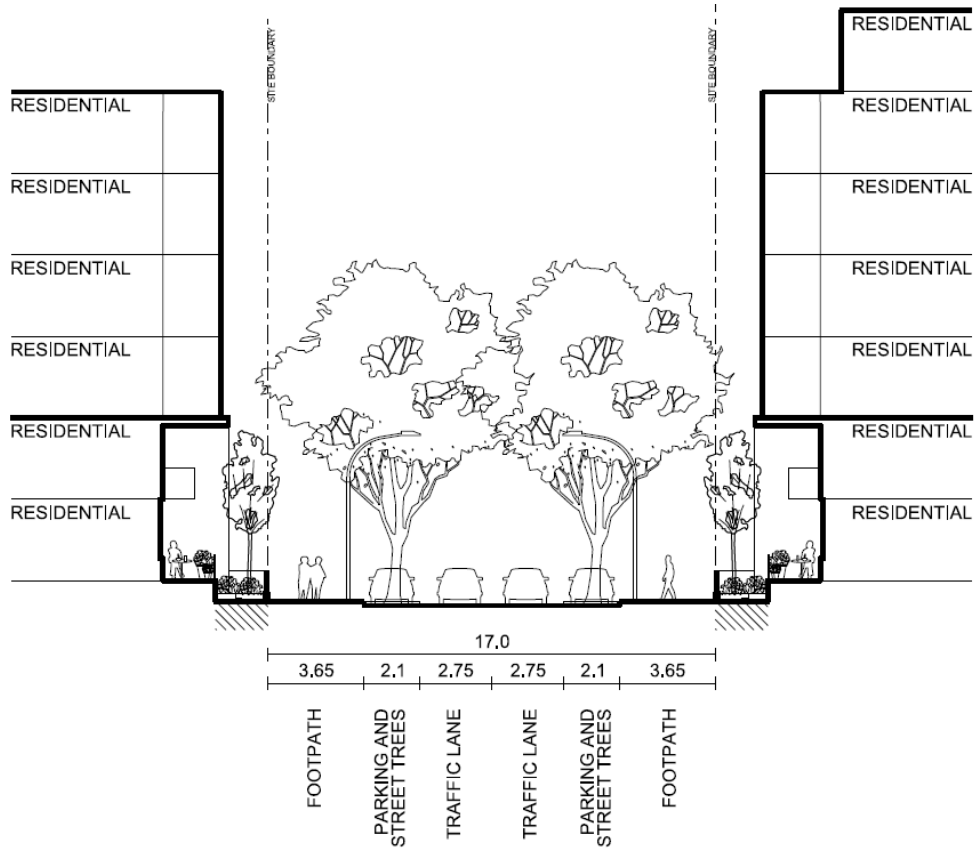 RESIDENTIAL
SITE BOUNDARY
SITE BOUNDARY
RESIDENTIAL
RESIDENTIAL
RESIDENTIAL
RESIDENTIAL
RESIDENTIAL
RESIDENTIAL
RESIDENTIAL
RESIDENTIAL
RESIDENTIAL
RESIDENTIAL
RESIDENTIAL
RESIDENTIAL
17.0
3.65 2.1 2.75 2.75 2.1 3.65
FOOTPATH
PARKING AND
STREET TREES
TRAFFIC LANE
TRAFFIC LANE
PARKING AND
STREET TREES
FOOTPATH